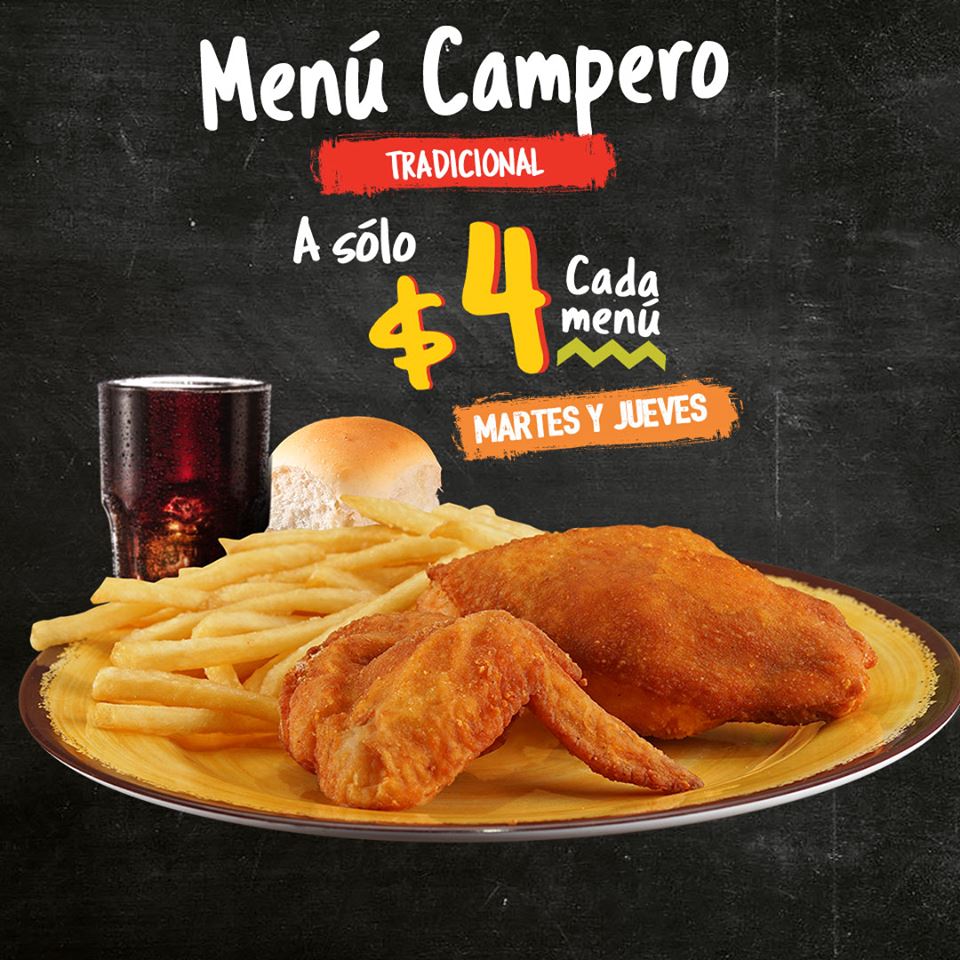 Menú Campero
TRADICIONAL
A sólo
$4
Cada
menú
MARTES Y JUEVES